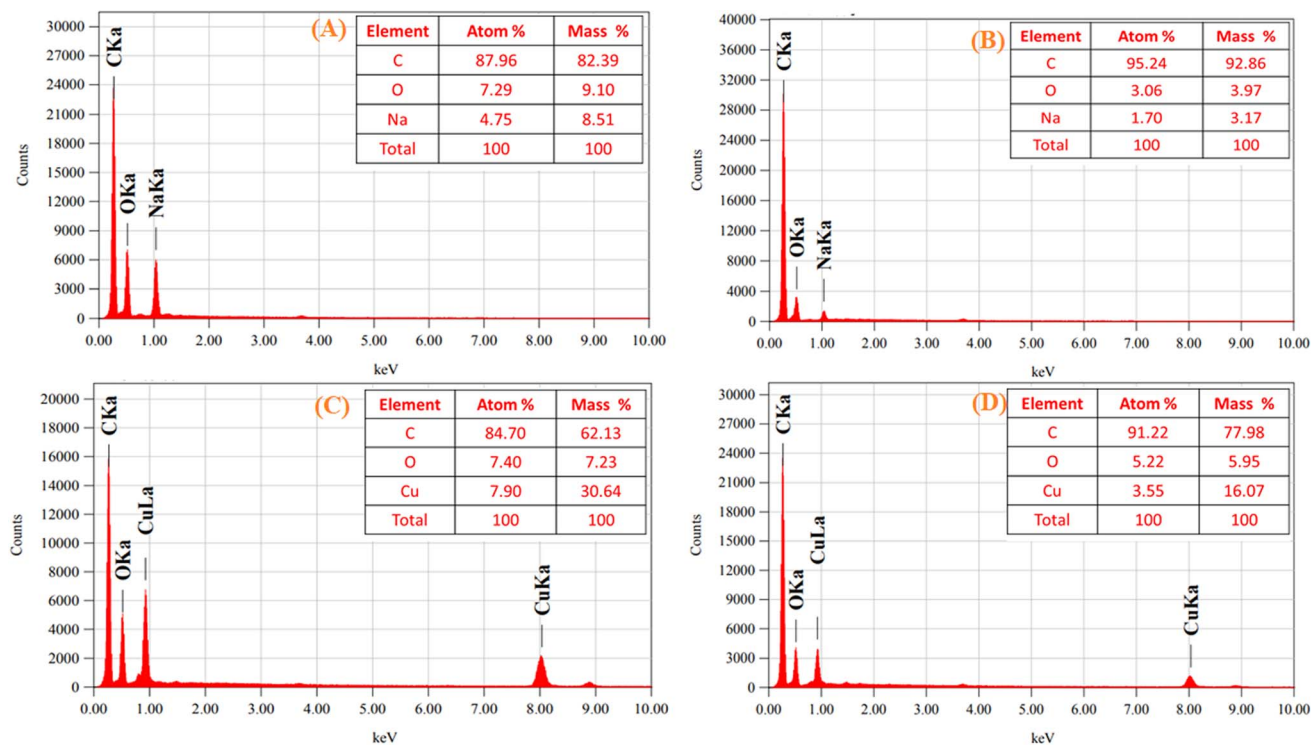 (A)
Element Atom % Mass %
C 87.96 82.39
O 7.29 9.10
Na 4.75 8.51
Total 100 100
CKa
OKa
NaKa
Counts
30000
27000
24000
21000
18000
15000
12000
9000
6000
3000
0
0.00 1.00 2.00 3.00 4.00 5.00 6.00 7.00 8.00 9.00 10.00
keV
(B)
Element Atom % Mass %
C 95.24 92.86
O 3.06 3.97
Na 1.70 3.17
Total 100 100
CKa
OKa
NaKa
Counts
40000
36000
32000
28000
24000
20000
16000
12000
8000
4000
0
0.00 1.00 2.00 3.00 4.00 5.00 6.00 7.00 8.00 9.00 10.00
keV
(C)
Element Atom % Mass %
C 84.70 62.13
O 7.40 7.23
Cu 7.90 30.64
Total 100 100
CKa
OKa
CuLa
CuKa
Counts
20000
18000
16000
14000
12000
10000
8000
6000
4000
2000
0
0.00 1.00 2.00 3.00 4.00 5.00 6.00 7.00 8.00 9.00 10.00
keV
(D)
Element Atom % Mass %
C 91.22 77.98
O 5.22 5.95
Cu 3.55 16.07
Total 100 100
CKa
OKa
CuLa
CuKa
Counts
30000
27000
24000
21000
18000
15000
12000
9000
6000
3000
0
0.00 1.00 2.00 3.00 4.00 5.00 6.00 7.00 8.00 9.00 10.00
keV